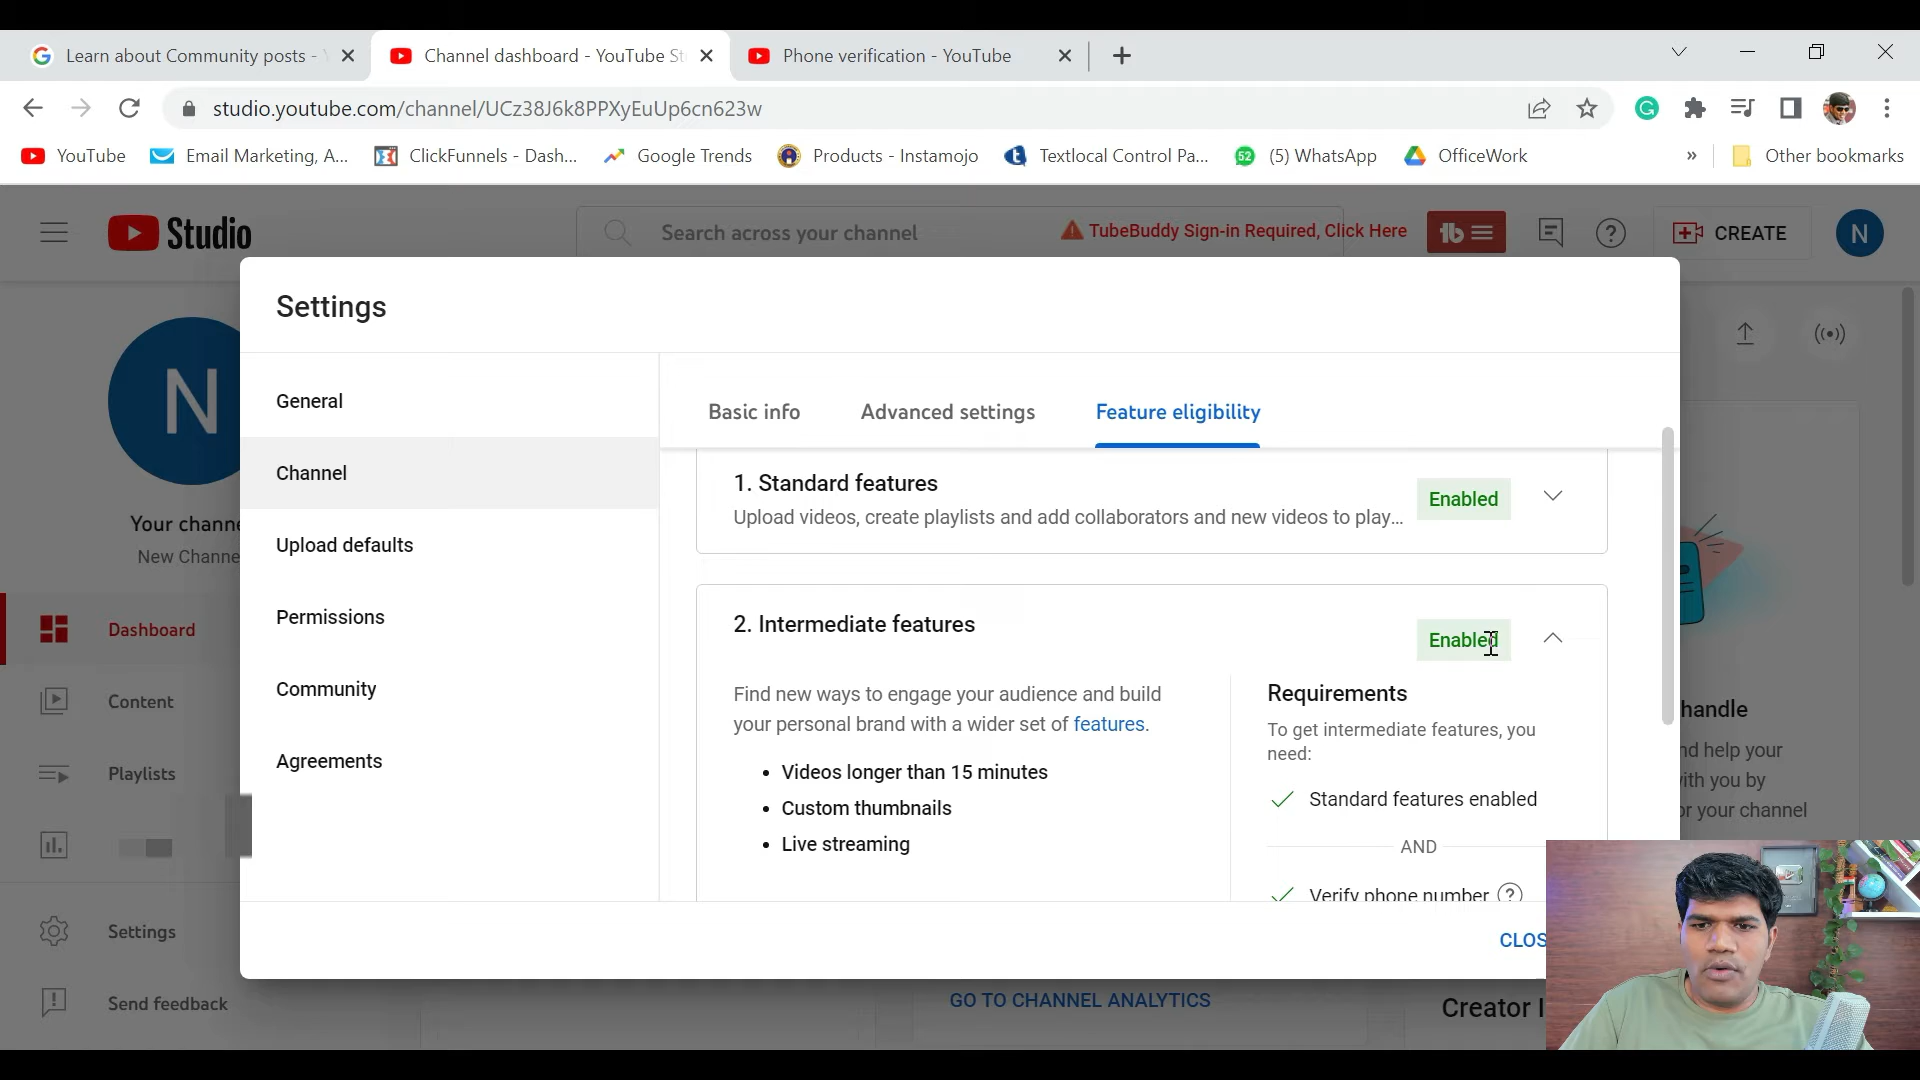 Learn about Community posts -
Channel dashboard - YouTube St
Phone verification - YouTube
studio.youtube.com/channel/UCz38J6k8PPXyEuUp6cn623w
YouTube
Email Marketing, A...
ClickFunnels - Dash...
Google Trends
Products - Instamojo
Textlocal Control Pa...
52
(5) WhatsApp
OfficeWork
»
Other bookmarks
Studio
Search across your channel
TubeBuddy Sign-in Required, Click Here
tb
CREATE
N
Settings
N
General
Basic info
Advanced settings
Feature eligibility
Channel
1. Standard features
Enabled
Upload videos, create playlists and add collaborators and new videos to play...
Your channe
New Channe
Upload defaults
Permissions
2. Intermediate features
Enabled
Dashboard
Community
Find new ways to engage your audience and build
your personal brand with a wider set of features.
Requirements
To get intermediate features, you
need:
handle
nd help your
with you by
or your channel
Content
Agreements
• Videos longer than 15 minutes
• Custom thumbnails
• Live streaming
Standard features enabled
AND
Verify phone number
Playlists
Settings
CLOS
Send feedback
GO TO CHANNEL ANALYTICS
Creator I